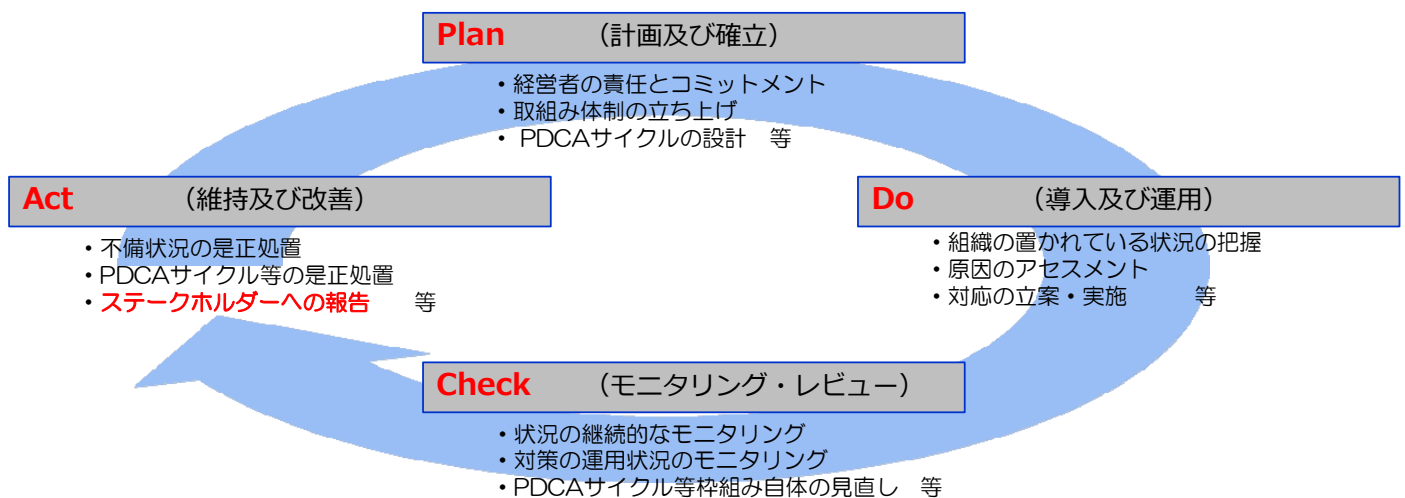 Plan （計画及び確立）
・経営者の責任とコミットメント
・取組み体制の立ち上げ
・ PDCAサイクルの設計　等
Act （維持及び改善）
・不備状況の是正処置
・PDCAサイクル等の是正処置
・ステークホルダーへの報告　等
Do （導入及び運用）
・組織の置かれている状況の把握
・原因のアセスメント
・対応の立案・実施　等
Check （モニタリング・レビュー）
・状況の継続的なモニタリング
・対策の運用状況のモニタリング
・PDCAサイクル等枠組み自体の見直し　等